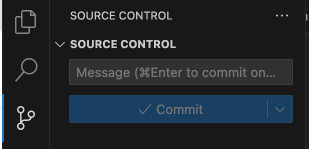 SOURCE CONTROL
SOURCE CONTROL
Message (⌘Enter to commit on...
Commit